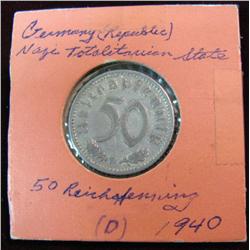 Germany (Republic)
Nazi Totalitarian State
50
50 Reichspfennig
(D) 1940